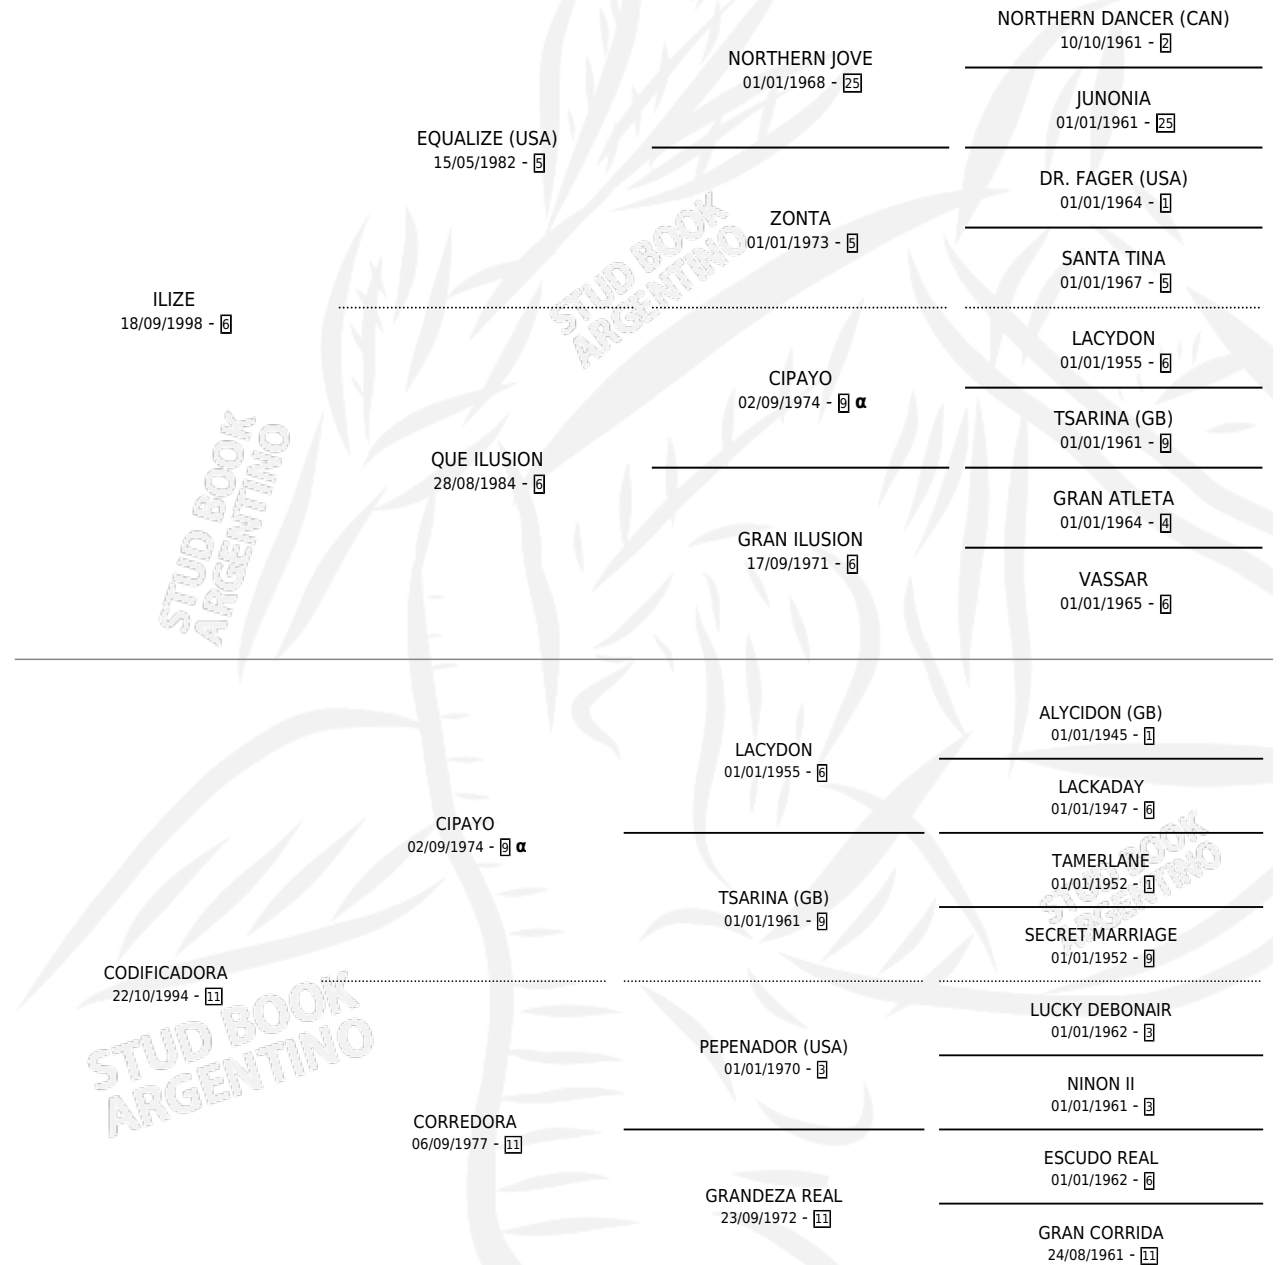 NORTHERN DANCER (CAN)
10/10/1961 - 2
NORTHERN JOVE
01/01/1968 - 25
JUNONIA
01/01/1961 - 25
EQUALIZE (USA)
15/05/1982 - 5
DR. FAGER (USA)
01/01/1964 - 1
ZONTA
01/01/1973 - 5
SANTA TINA
01/01/1967 - 5
STUD BOOK
ARGENTINO
ILIZE
18/09/1998 - 6
LACYDON
01/01/1955 - 6
CIPAYO
02/09/1974 - 9 α
TSARINA (GB)
01/01/1961 - 9
QUE ILUSION
28/08/1984 - 6
GRAN ATLETA
01/01/1964 - 4
GRAN ILUSION
17/09/1971 - 6
VASSAR
01/01/1965 - 6
STUD BOOK
ARGENTINO
ALYCIDON (GB)
01/01/1945 - 1
LACYDON
01/01/1955 - 6
LACKADAY
01/01/1947 - 6
CIPAYO
02/09/1974 - 9 α
TAMERLANE
01/01/1952 - 1
TSARINA (GB)
01/01/1961 - 9
SECRET MARRIAGE
01/01/1952 - 9
STUD BOOK
ARGENTINO
CODIFICADORA
22/10/1994 - 11
LUCKY DEBONAIR
01/01/1962 - 3
PEPENADOR (USA)
01/01/1970 - 3
NINON II
01/01/1961 - 3
CORREDORA
06/09/1977 - 11
ESCUDO REAL
01/01/1962 - 6
GRANDEZA REAL
23/09/1972 - 11
GRAN CORRIDA
24/08/1961 - 11
STUD BOOK
ARGENTINO